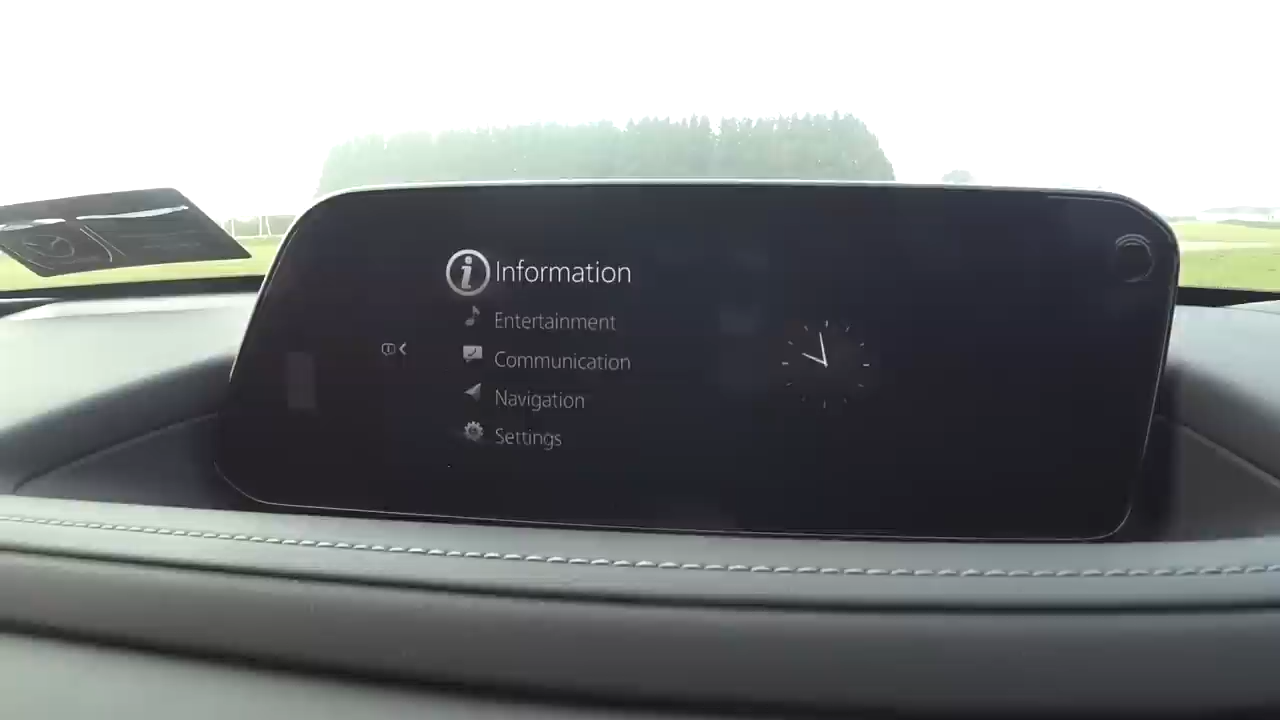 Information
Entertainment
Communication
Navigation
Settings